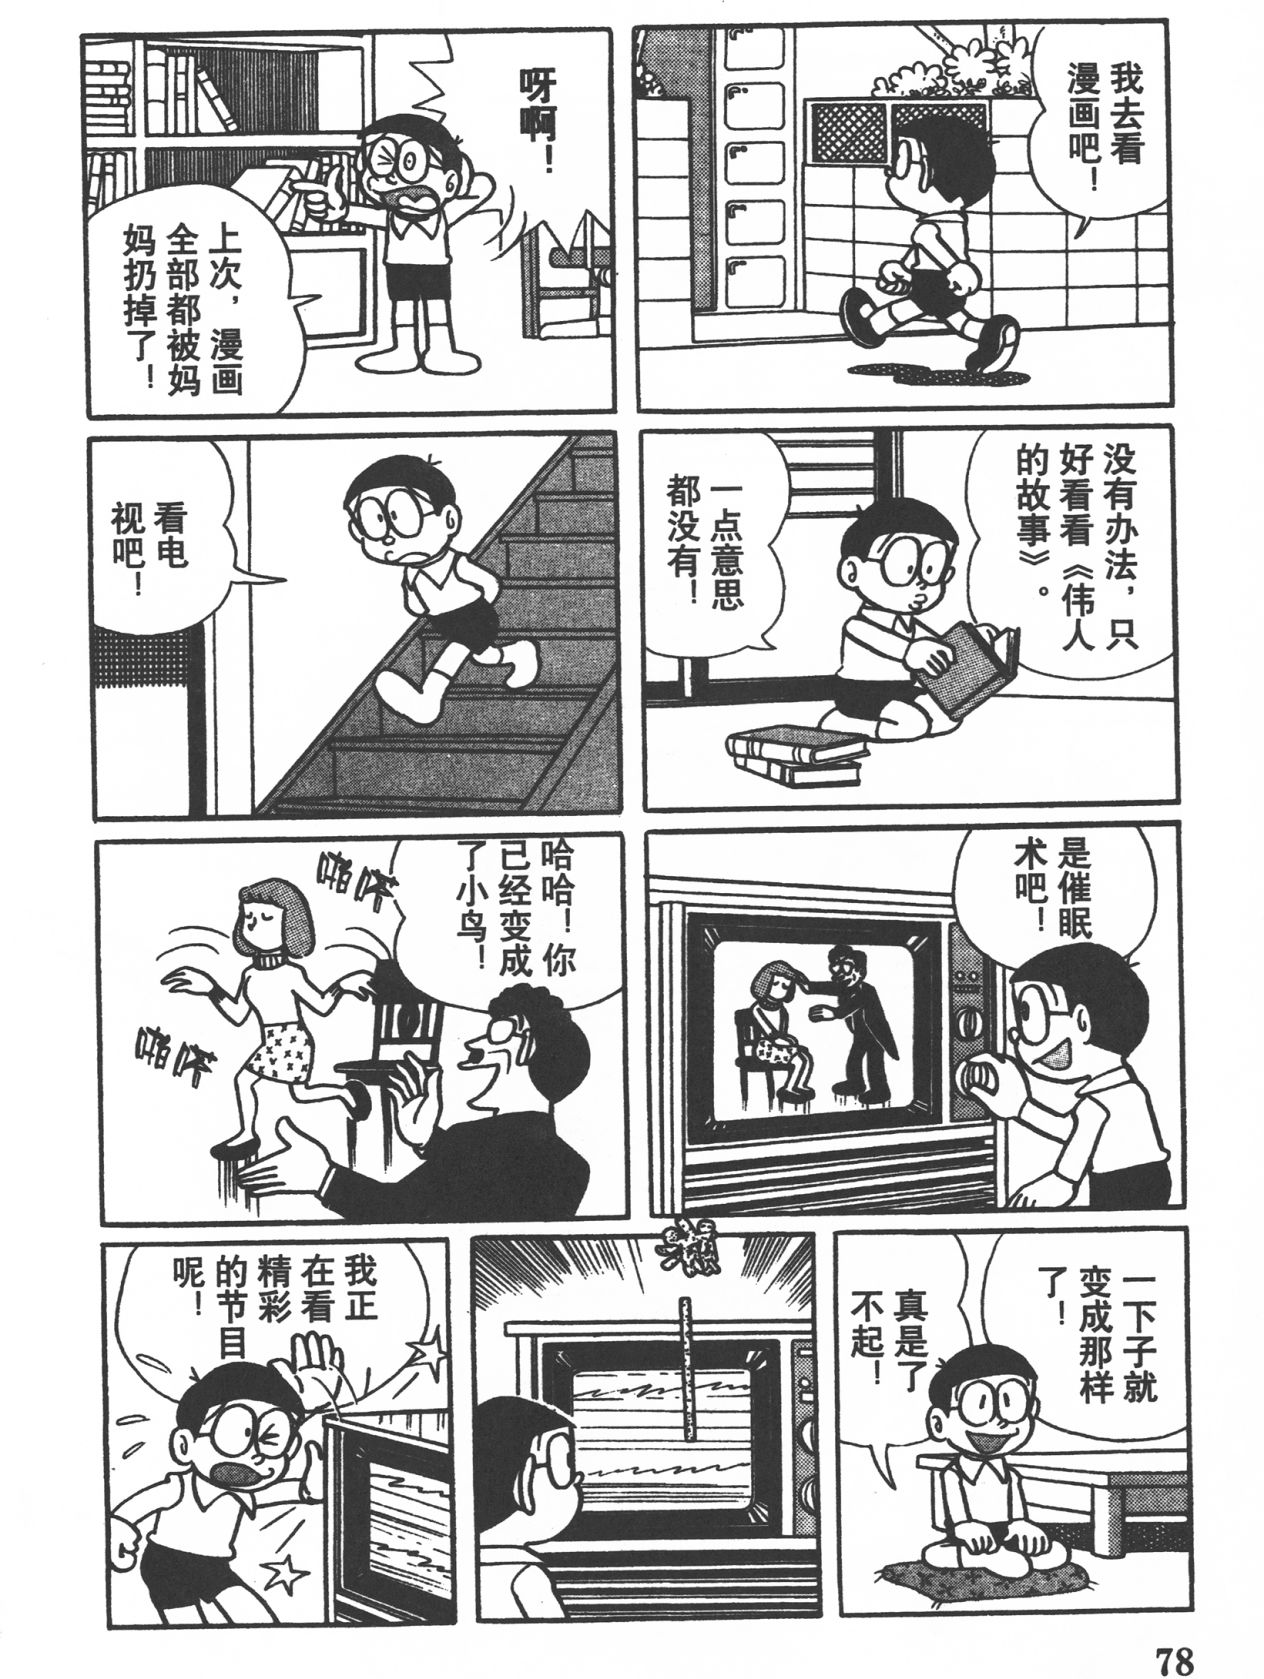 我去看
漫画吧！
呀啊！
上次，漫画
全部都被妈
妈扔掉了！
没有办法，只
好看看《伟人
的故事》。
一点意思
都没有！
看电
视吧！
是催眠
术吧！
哈哈！你
已经变成
了小鸟！
一下子就
变成那样
了！
真是了
不起！
我正
在看
精彩
的节目
呢！
78